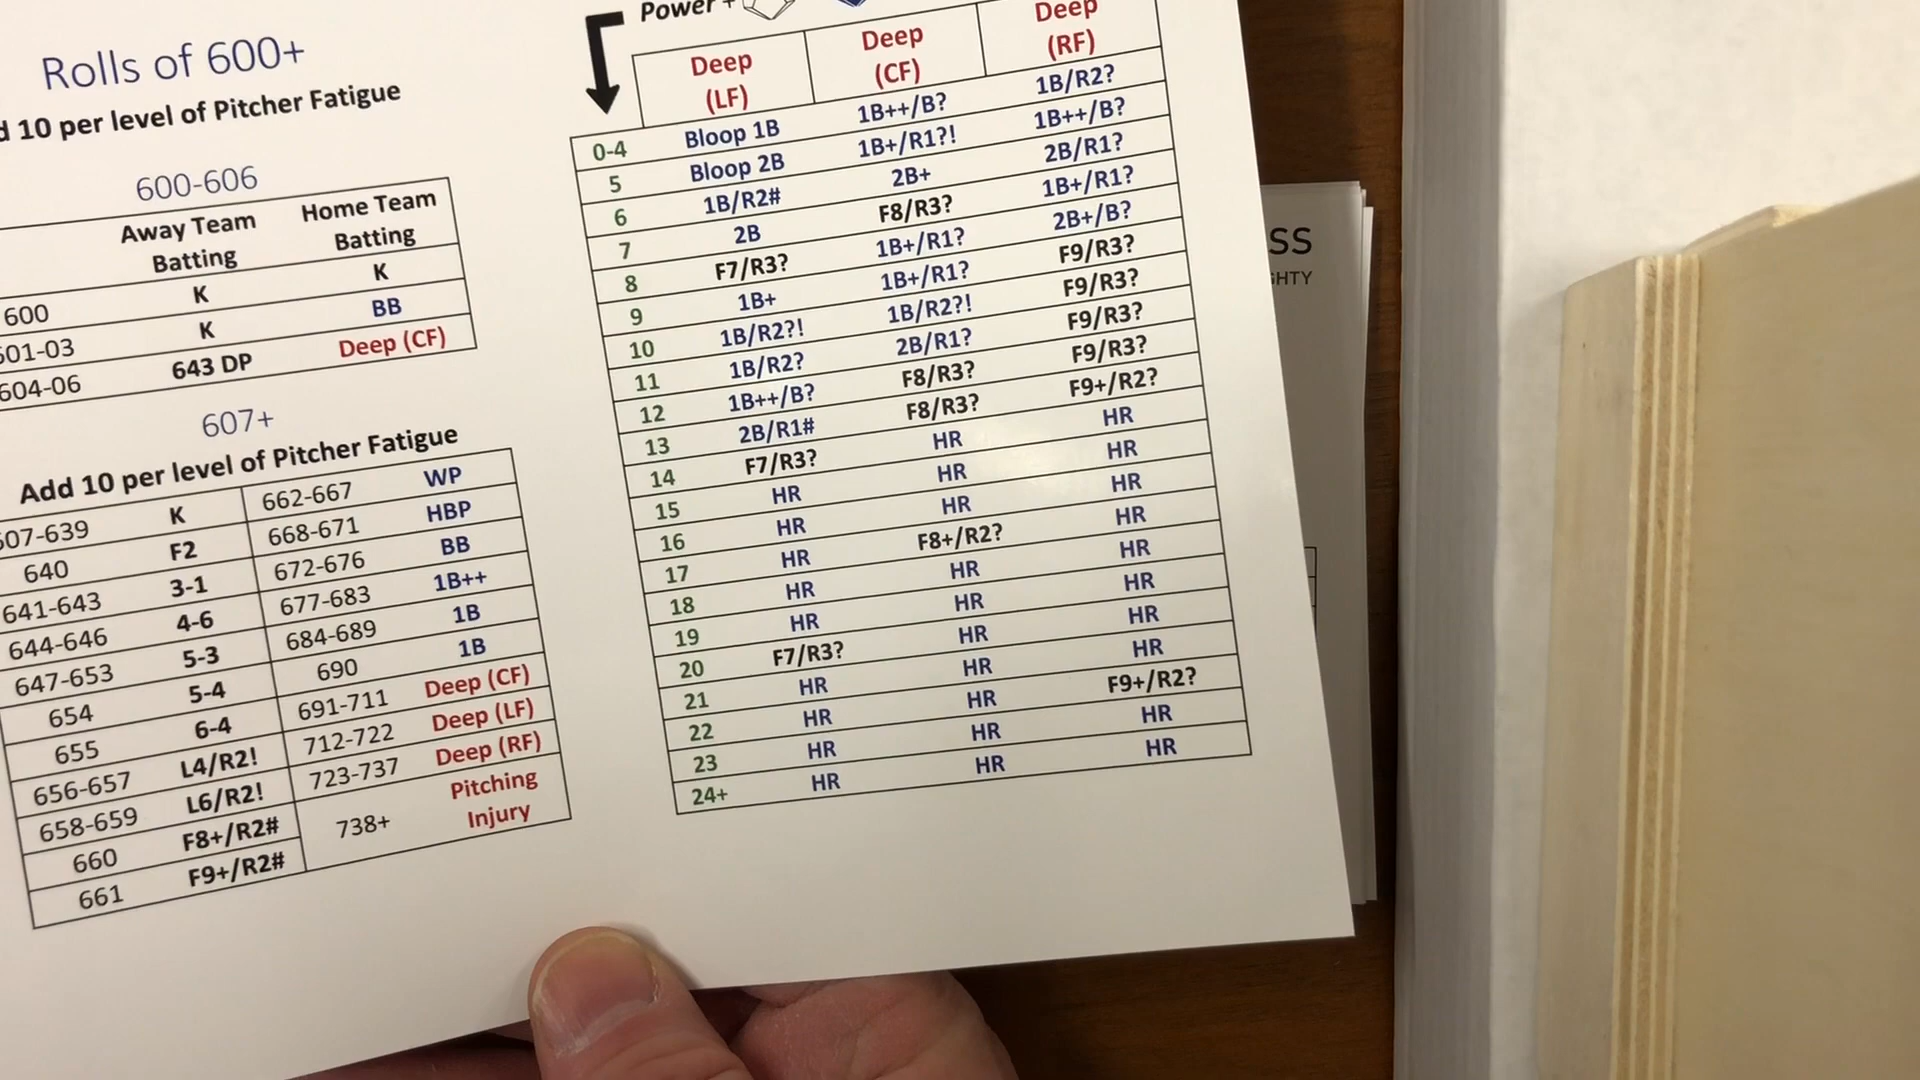 Rolls of 600+
d 10 per level of Pitcher Fatigue
600-606
Away Team Batting Home Team Batting
600 K K
601-03 K BB
604-06 643 DP Deep (CF)
607+
Add 10 per level of Pitcher Fatigue
607-639 K 662-667 WP
640 F2 668-671 HBP
641-643 3-1 672-676 BB
644-646 4-6 677-683 1B++
647-653 5-3 684-689 1B
654 5-4 690 1B
655 6-4 691-711 Deep (CF)
656-657 L4/R2! 712-722 Deep (LF)
658-659 L6/R2! 723-737 Deep (RF)
660 F8+/R2# 738+ Pitching Injury
661 F9+/R2#
Power +
Deep (LF) Deep (CF) Deep (RF)
0-4 Bloop 1B 1B++/B? 1B/R2?
5 Bloop 2B 1B+/R1?! 1B++/B?
6 1B/R2# 2B+ 2B/R1?
7 2B F8/R3? 1B+/R1?
8 F7/R3? 1B+/R1? 2B+/B?
9 1B+ 1B+/R1? F9/R3?
10 1B/R2?! 1B/R2?! F9/R3?
11 1B/R2? 2B/R1? F9/R3?
12 1B++/B? F8/R3? F9/R3?
13 2B/R1# F8/R3? F9+/R2?
14 F7/R3? HR HR
15 HR HR HR
16 HR HR HR
17 HR F8+/R2? HR
18 HR HR HR
19 HR HR HR
20 F7/R3? HR HR
21 HR HR HR
22 HR HR F9+/R2?
23 HR HR HR
24+ HR HR HR
SS
GHTY